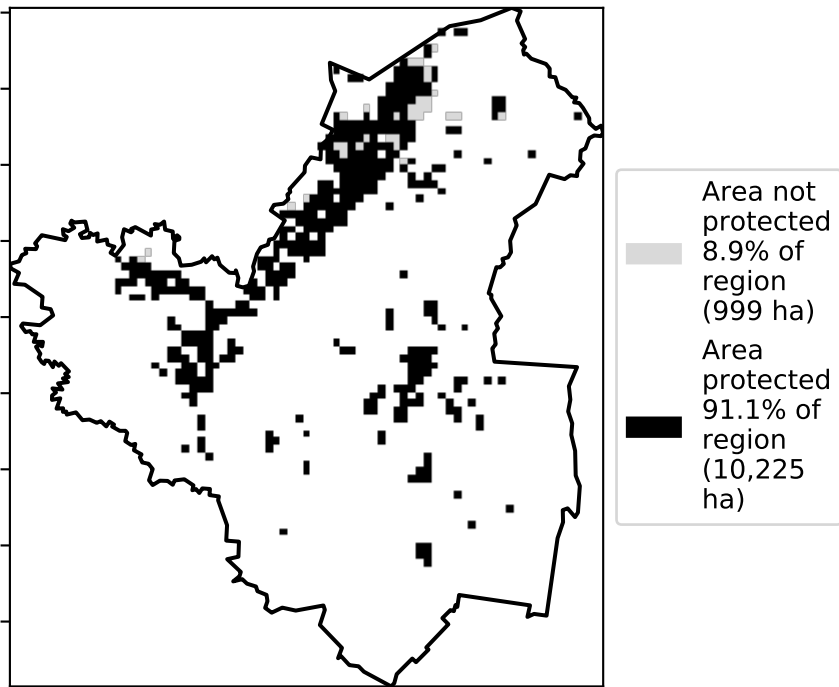 Area not
protected
8.9% of
region
(999 ha)
Area
protected
91.1% of
region
(10,225
ha)